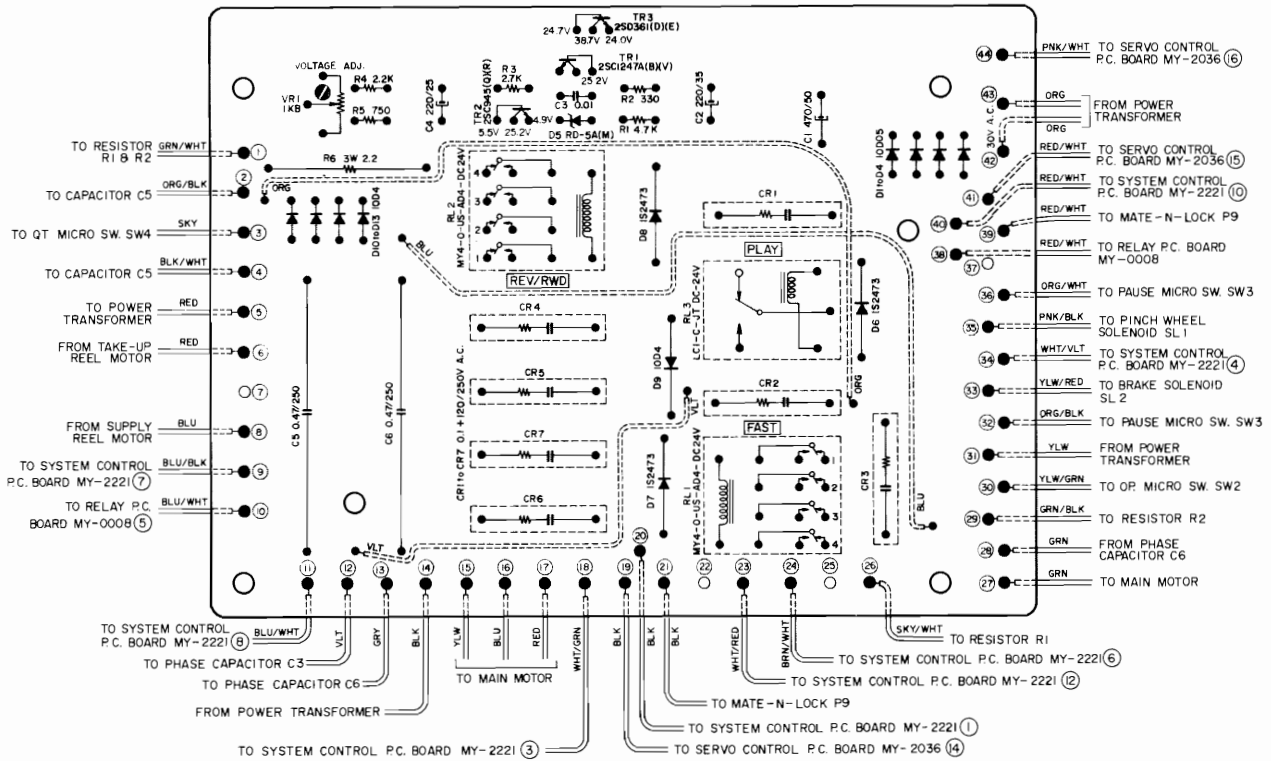 TR3
2SD361(D)(E)
24.7V
38.7V 24.0V
TR1
2SC1247A(B)(V)
25.2V
VOLTAGE ADJ.
VR1
1KB
R4 2.2K
R5 750
C4 220/25
R3
2.7K
TR2
2SC945(Q)(R)
5.5V 25.2V
4.9V
C3 0.01
D5 RD-5A(M)
R2 330
R1 4.7K
C2 220/35
C1 470/50
30V A.C.
D1toD4 10D05
R6 3W 2.2
ORG
D10toD13 10D4
BLU
RL2
MY4-0-US-AD4-DC24V
4
3
2
1
REV/RWD
D8 1S2473
CR1
PLAY
RL3
LC1-C-JTDC-24V
D6 1S2473
ORG
D9 10D4
VLT
CR2
FAST
D7 1S2473
RL1
MY4-0-US-AD4-DC24V
1
2
3
4
CR3
BLU
CR4
CR5
CR7
CR6
CR1toCR7 0.1+120/250V A.C.
C5 0.47/250
C6 0.47/250
VLT
TO RESISTOR
R1 & R2
GRN/WHT
1
TO CAPACITOR C5
ORG/BLK
2
TO QT MICRO SW. SW4
SKY
3
TO CAPACITOR C5
BLK/WHT
4
TO POWER
TRANSFORMER
RED
5
FROM TAKE-UP
REEL MOTOR
RED
6
7
FROM SUPPLY
REEL MOTOR
BLU
8
TO SYSTEM CONTROL
P.C. BOARD MY-2221 7
BLU/BLK
9
TO RELAY P.C.
BOARD MY-0008 5
BLU/WHT
10
44
PNK/WHT
TO SERVO CONTROL
P.C. BOARD MY-2036 16
43
ORG
FROM POWER
TRANSFORMER
ORG
42
RED/WHT
TO SERVO CONTROL
P.C. BOARD MY-2036 15
41
RED/WHT
TO SYSTEM CONTROL
P.C. BOARD MY-2221 10
40
RED/WHT
TO MATE-N-LOCK P9
39
38
RED/WHT
TO RELAY P.C. BOARD
MY-0008
37
36
ORG/WHT
TO PAUSE MICRO SW. SW3
35
PNK/BLK
TO PINCH WHEEL
SOLENOID SL1
34
WHT/VLT
TO SYSTEM CONTROL
P.C. BOARD MY-2221 4
33
YLW/RED
TO BRAKE SOLENOID
SL2
32
ORG/BLK
TO PAUSE MICRO SW. SW3
31
YLW
FROM POWER
TRANSFORMER
30
YLW/GRN
TO OP. MICRO SW. SW2
29
GRN/BLK
TO RESISTOR R2
28
GRN
FROM PHASE
CAPACITOR C6
27
GRN
TO MAIN MOTOR
11 12 13 14 15 16 17 18 19 20 21 22 23 24 25 26
TO SYSTEM CONTROL
P.C. BOARD MY-2221 8
BLU/WHT
VLT
GRY
BLK
YLW
BLU
RED
WHT/GRN
BLK
BLK
BLK
WHT/RED
BRN/WHT
SKY/WHT
TO RESISTOR R1
TO PHASE CAPACITOR C3
TO PHASE CAPACITOR C6
TO MAIN MOTOR
TO SYSTEM CONTROL P.C. BOARD MY-2221 6
TO SYSTEM CONTROL P.C. BOARD MY-2221 12
FROM POWER TRANSFORMER
TO MATE-N-LOCK P9
TO SYSTEM CONTROL P.C. BOARD MY-2221 1
TO SYSTEM CONTROL P.C. BOARD MY-2221 3
TO SERVO CONTROL P.C. BOARD MY-2036 14